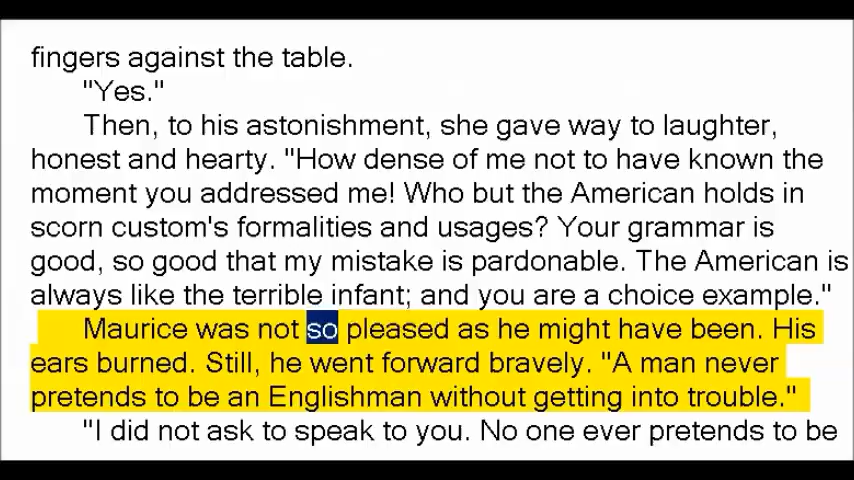 fingers against the table.
"Yes."
Then, to his astonishment, she gave way to laughter,
honest and hearty. "How dense of me not to have known the
moment you addressed me! Who but the American holds in
scorn custom's formalities and usages? Your grammar is
good, so good that my mistake is pardonable. The American is
always like the terrible infant; and you are a choice example."
Maurice was not so pleased as he might have been. His
ears burned. Still, he went forward bravely. "A man never
pretends to be an Englishman without getting into trouble."
"I did not ask to speak to you. No one ever pretends to be